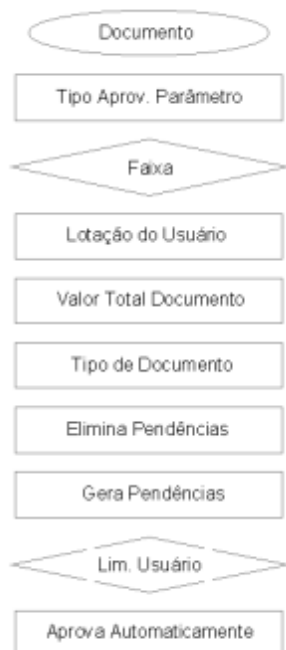 Documento
Tipo Aprov. Parâmetro
Faixa
Lotação do Usuário
Valor Total Documento
Tipo de Documento
Elimina Pendências
Gera Pendências
Lim. Usuário
Aprova Automaticamente